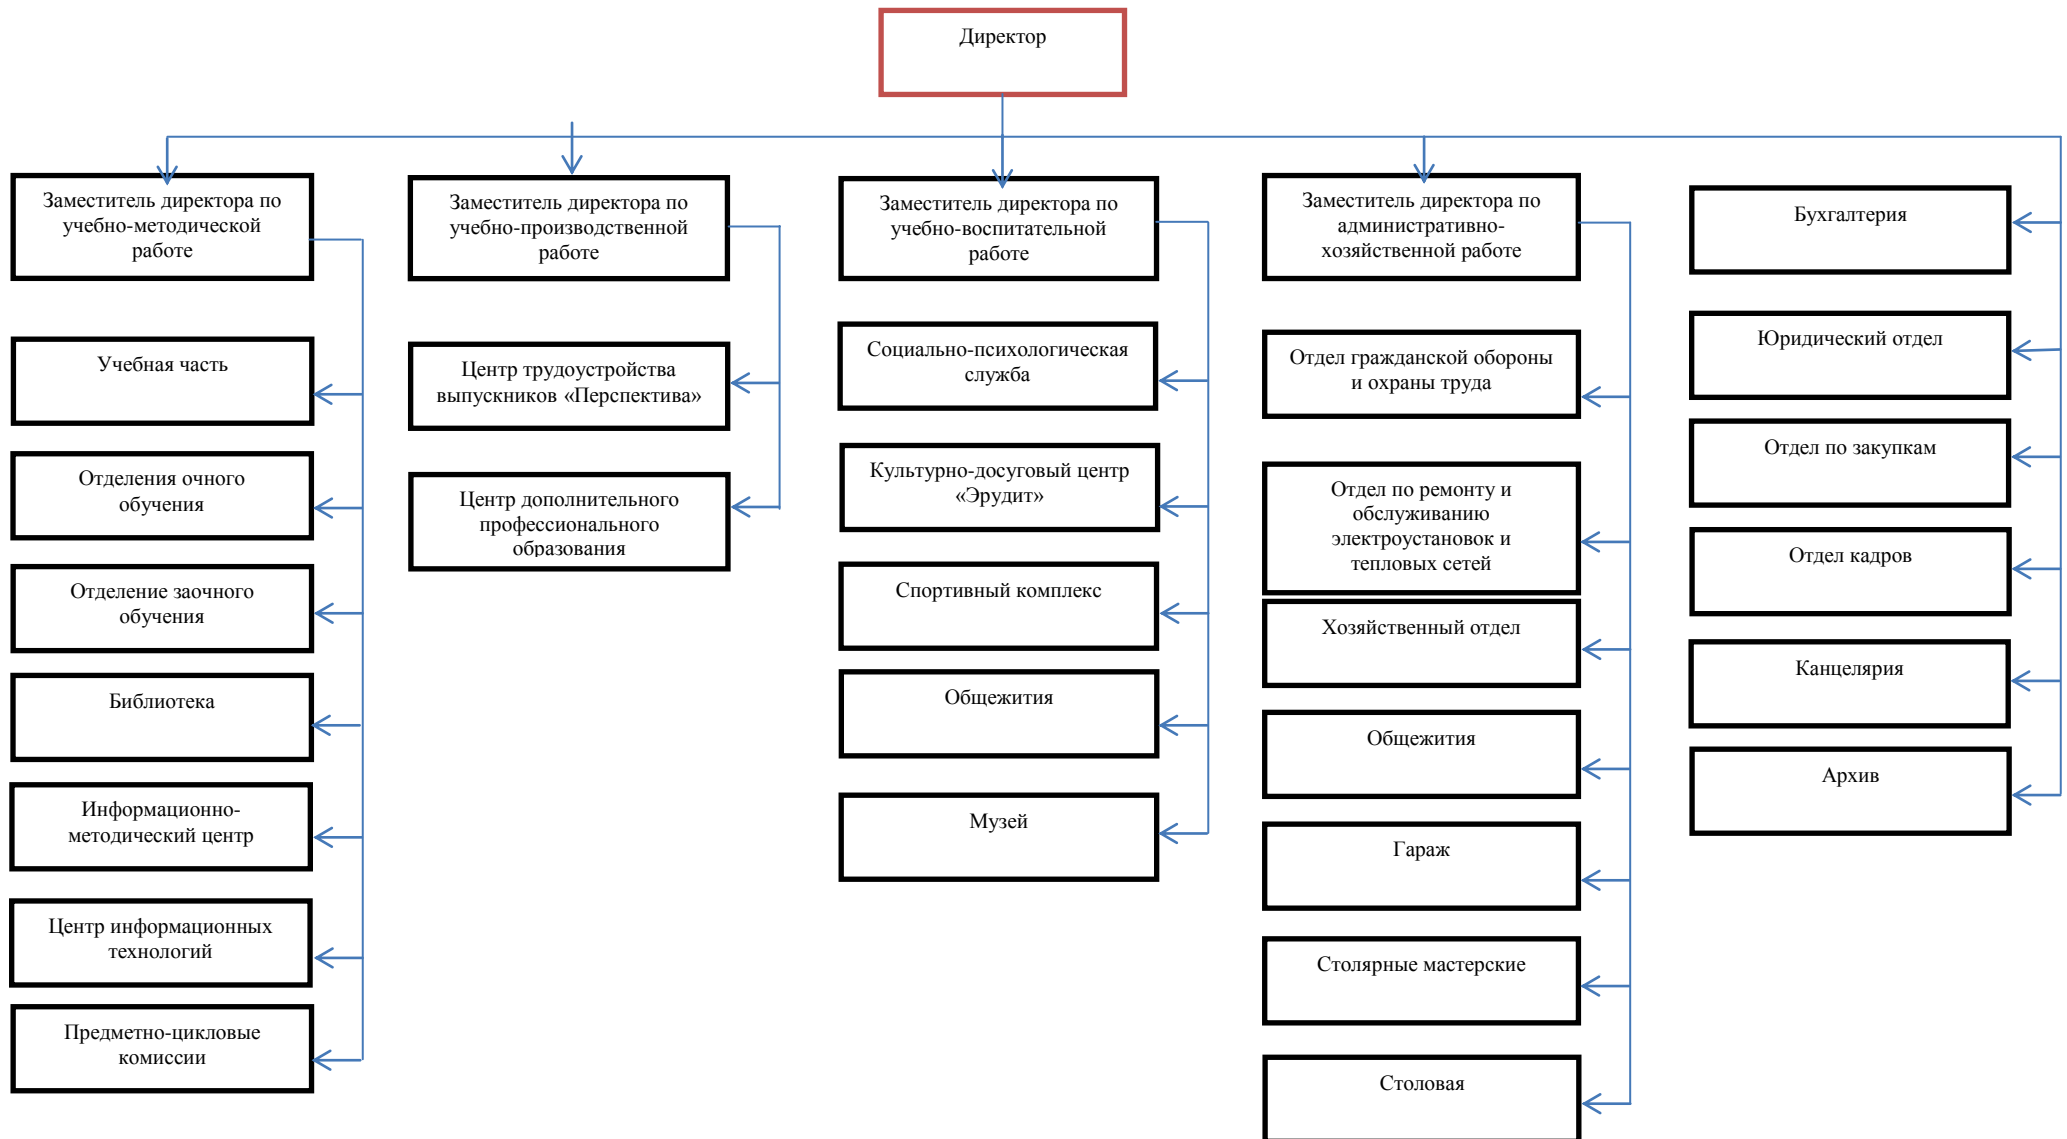 Директор
Заместитель директора по
учебно-методической
работе
Учебная часть
Отделения очного
обучения
Отделение заочного
обучения
Библиотека
Информационно-
методический центр
Центр информационных
технологий
Предметно-цикловые
комиссии
Заместитель директора по
учебно-производственной
работе
Центр трудоустройства
выпускников «Перспектива»
Центр дополнительного
профессионального
образования
Заместитель директора по
учебно-воспитательной
работе
Социально-психологическая
служба
Культурно-досуговый центр
«Эрудит»
Спортивный комплекс
Общежития
Музей
Заместитель директора по
административно-
хозяйственной работе
Отдел гражданской обороны
и охраны труда
Отдел по ремонту и
обслуживанию
электроустановок и
тепловых сетей
Хозяйственный отдел
Общежития
Гараж
Столярные мастерские
Столовая
Бухгалтерия
Юридический отдел
Отдел по закупкам
Отдел кадров
Канцелярия
Архив